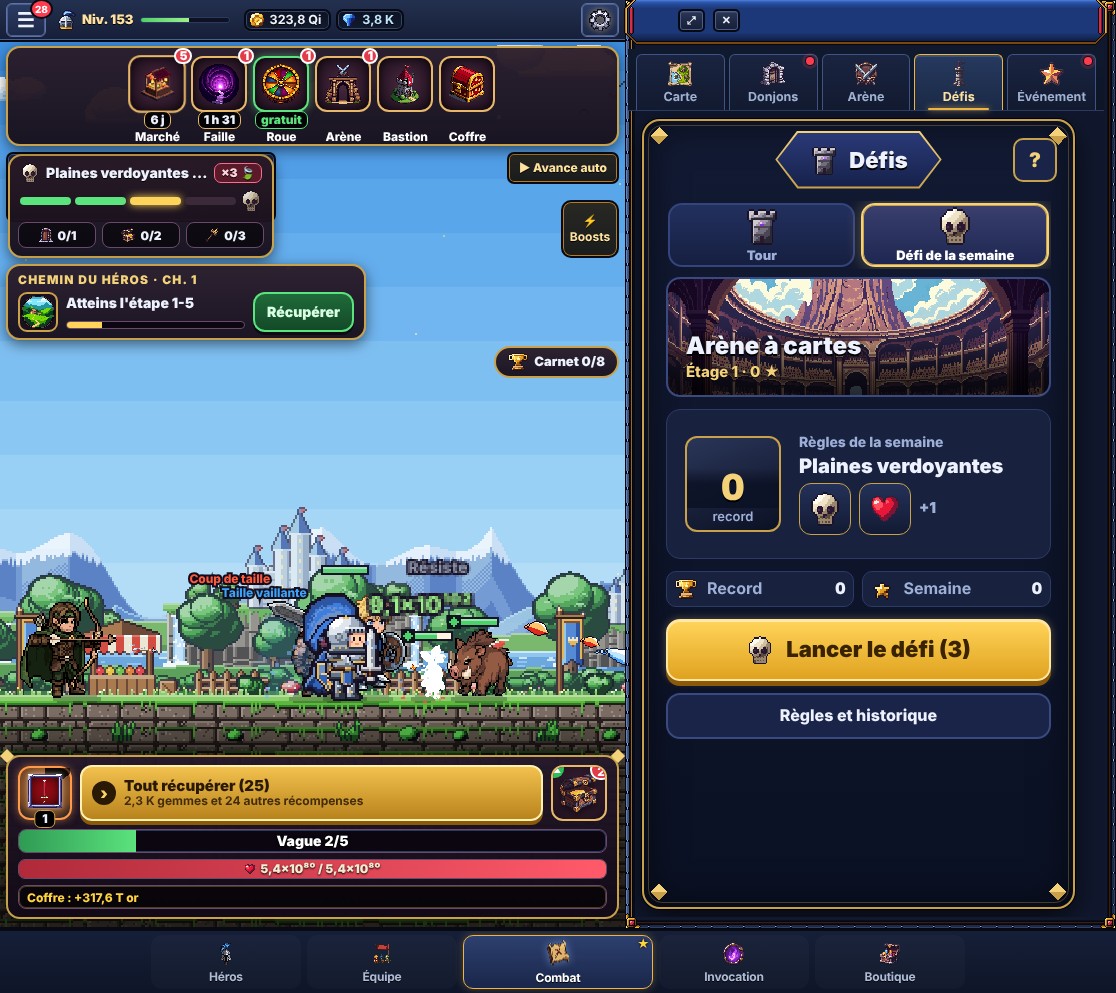 28
Niv. 153
323,8 Qi
3,8 K
5
1
1
1
6 j
1 h 31
gratuit
Marché
Faille
Roue
Arène
Bastion
Coffre
Plaines verdoyantes ...
×3
0/1
0/2
0/3
Avance auto
Boosts
CHEMIN DU HÉROS · CH. 1
Atteins l'étape 1-5
Récupérer
Carnet 0/8
Coup de taille
Taille vaillante
Résiste
1
Tout récupérer (25)
2,3 K gemmes et 24 autres récompenses
Vague 2/5
5,4×10⁸⁰ / 5,4×10⁸⁰
Coffre : +317,6 T or
Carte
Donjons
Arène
Défis
Événement
Défis
?
Tour
Défi de la semaine
Arène à cartes
Étage 1 · 0 ★
Règles de la semaine
Plaines verdoyantes
0
record
+1
Record
0
Semaine
0
Lancer le défi (3)
Règles et historique
Héros
Équipe
Combat
Invocation
Boutique